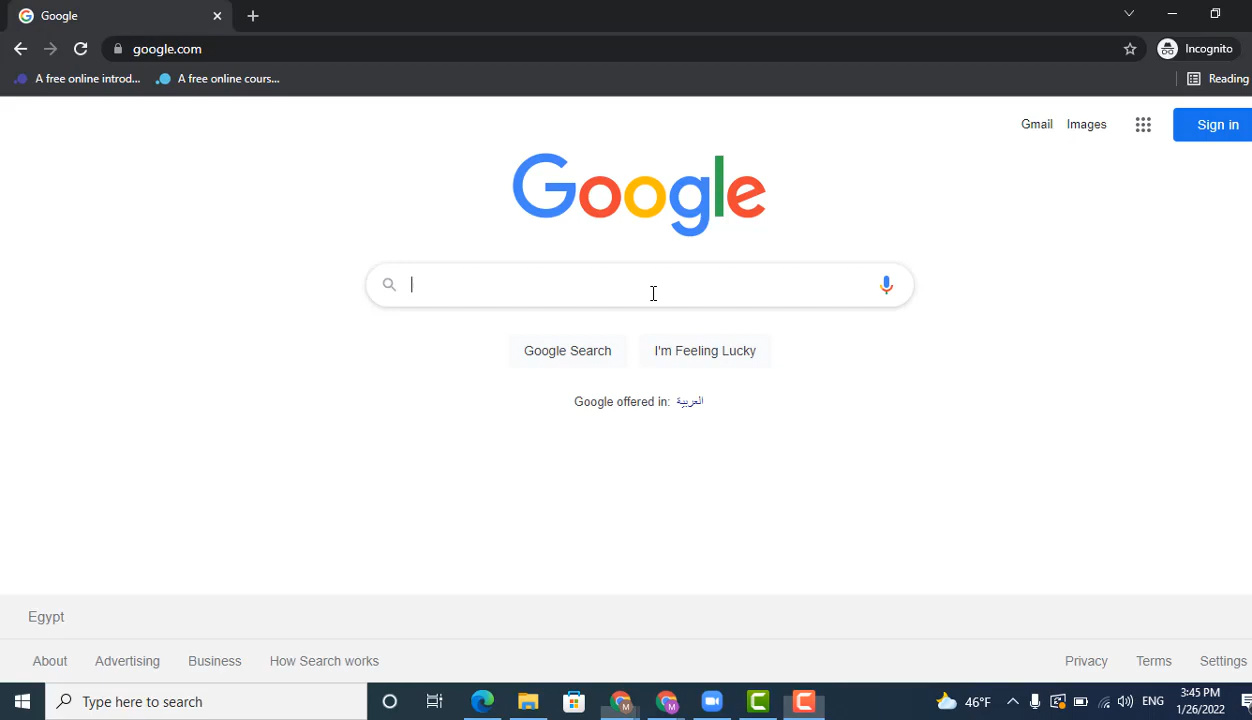 Google
google.com
Incognito
A free online introd...
A free online cours...
Reading
Gmail
Images
Sign in
Google
Google Search
I'm Feeling Lucky
Google offered in: العربية
Egypt
About
Advertising
Business
How Search works
Privacy
Terms
Settings
Type here to search
46°F
ENG
3:45 PM
1/26/2022